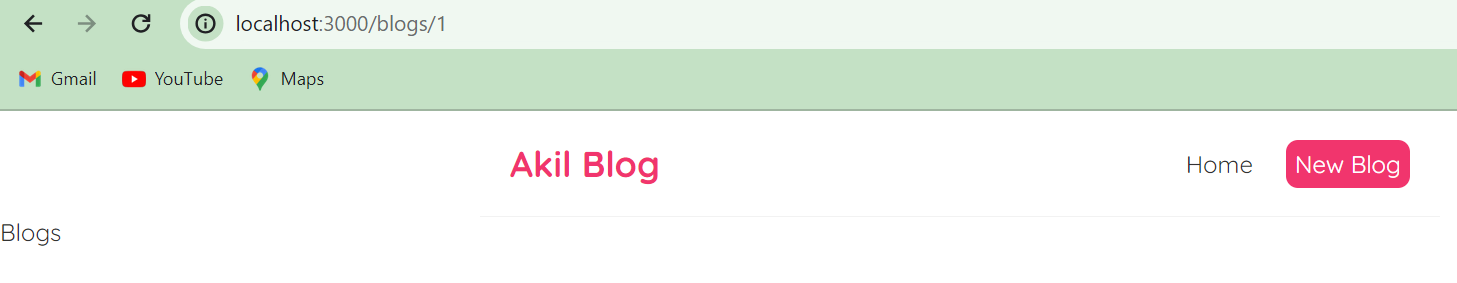 localhost:3000/blogs/1
Gmail YouTube Maps
Akil Blog Home New Blog
Blogs